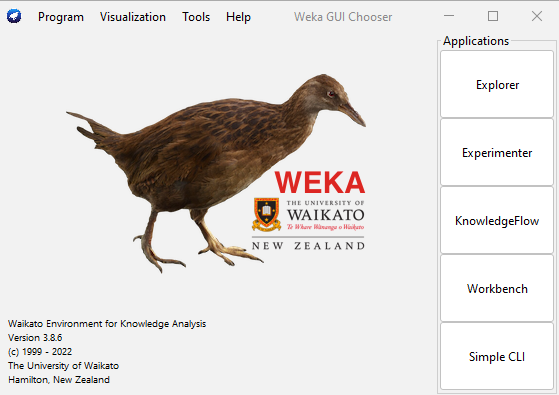 Program Visualization Tools Help Weka GUI Chooser
Applications
Explorer
Experimenter
KnowledgeFlow
Workbench
Simple CLI
WEKA
THE UNIVERSITY OF
WAIKATO
Te Whare Wānanga o Waikato
NEW ZEALAND
Waikato Environment for Knowledge Analysis
Version 3.8.6
(c) 1999 - 2022
The University of Waikato
Hamilton, New Zealand